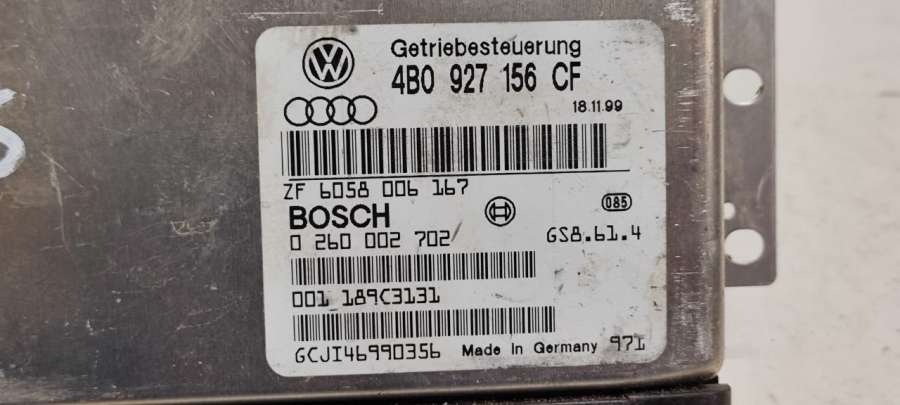 Getriebesteuerung
4B0 927 156 CF
18.11.99
ZF 6058 006 167
BOSCH
085
0 260 002 702
GS8.61.4
001 189C3131
GCJI46990356 Made In Germany 971